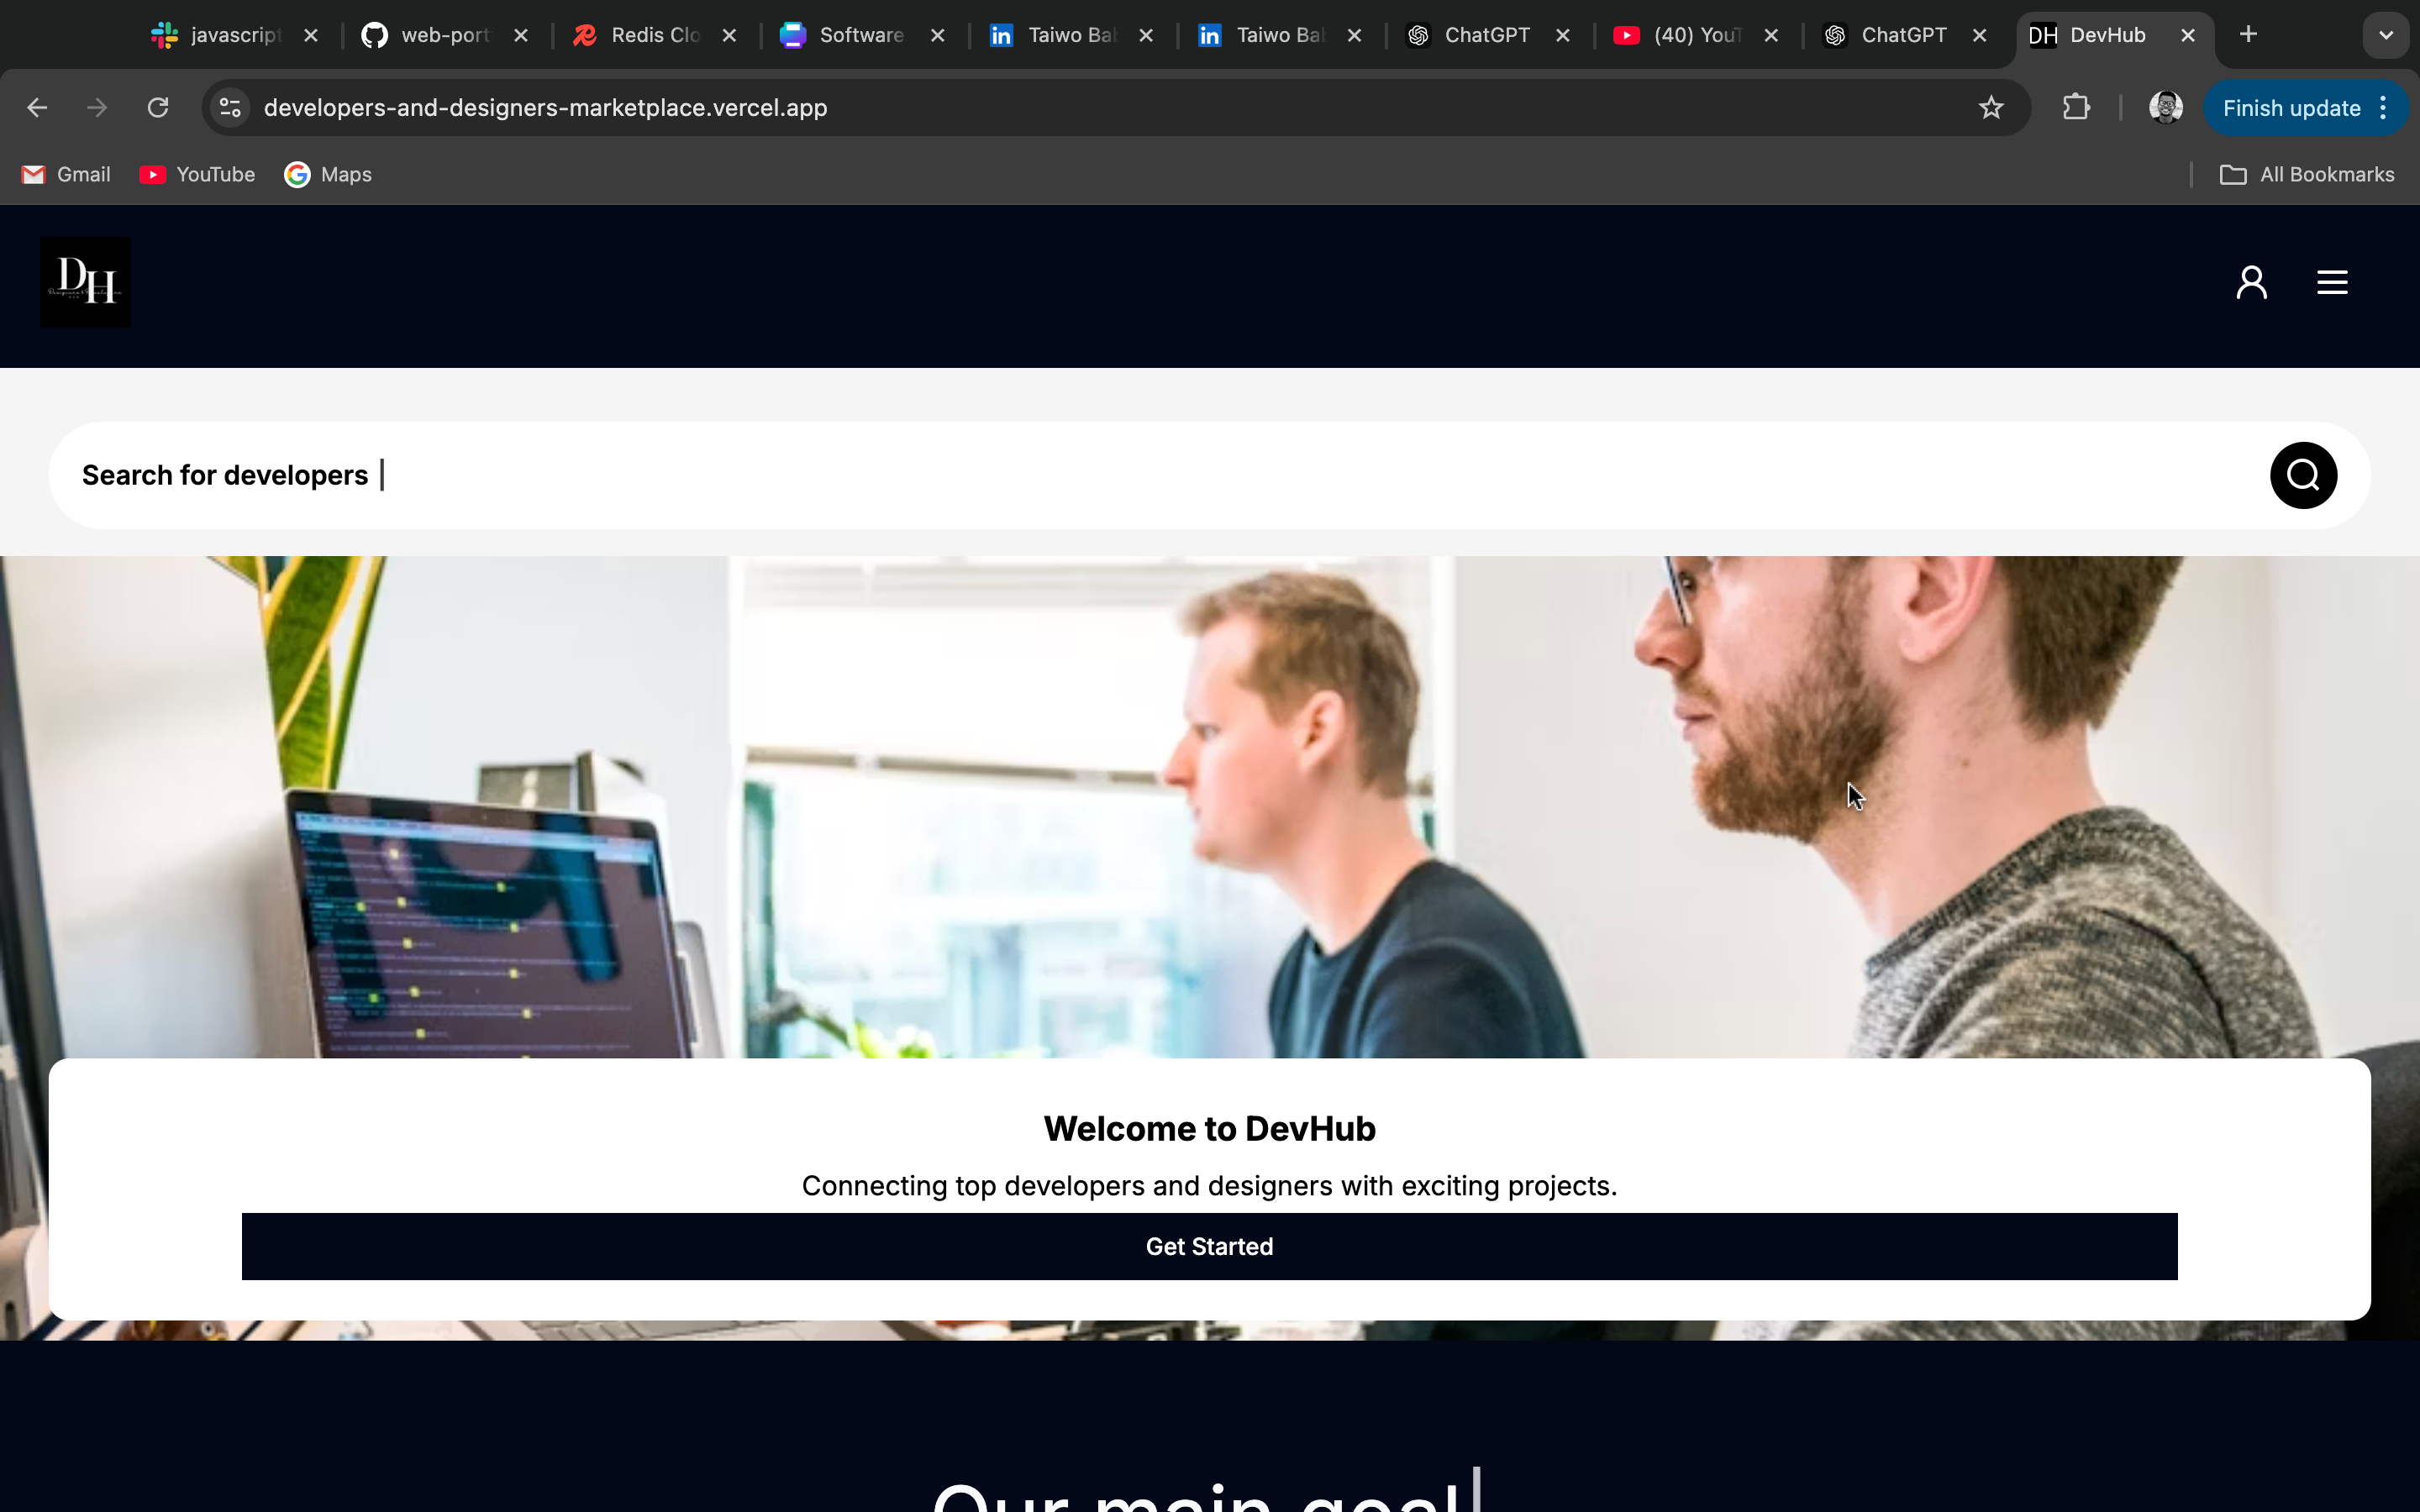 javascript
web-port
Redis Clo
Software
Taiwo Ba
Taiwo Ba
ChatGPT
(40) YouT
ChatGPT
DH DevHub
developers-and-designers-marketplace.vercel.app
Finish update
Gmail
YouTube
Maps
All Bookmarks
DH
Search for developers
Welcome to DevHub
Connecting top developers and designers with exciting projects.
Get Started
Our main goal